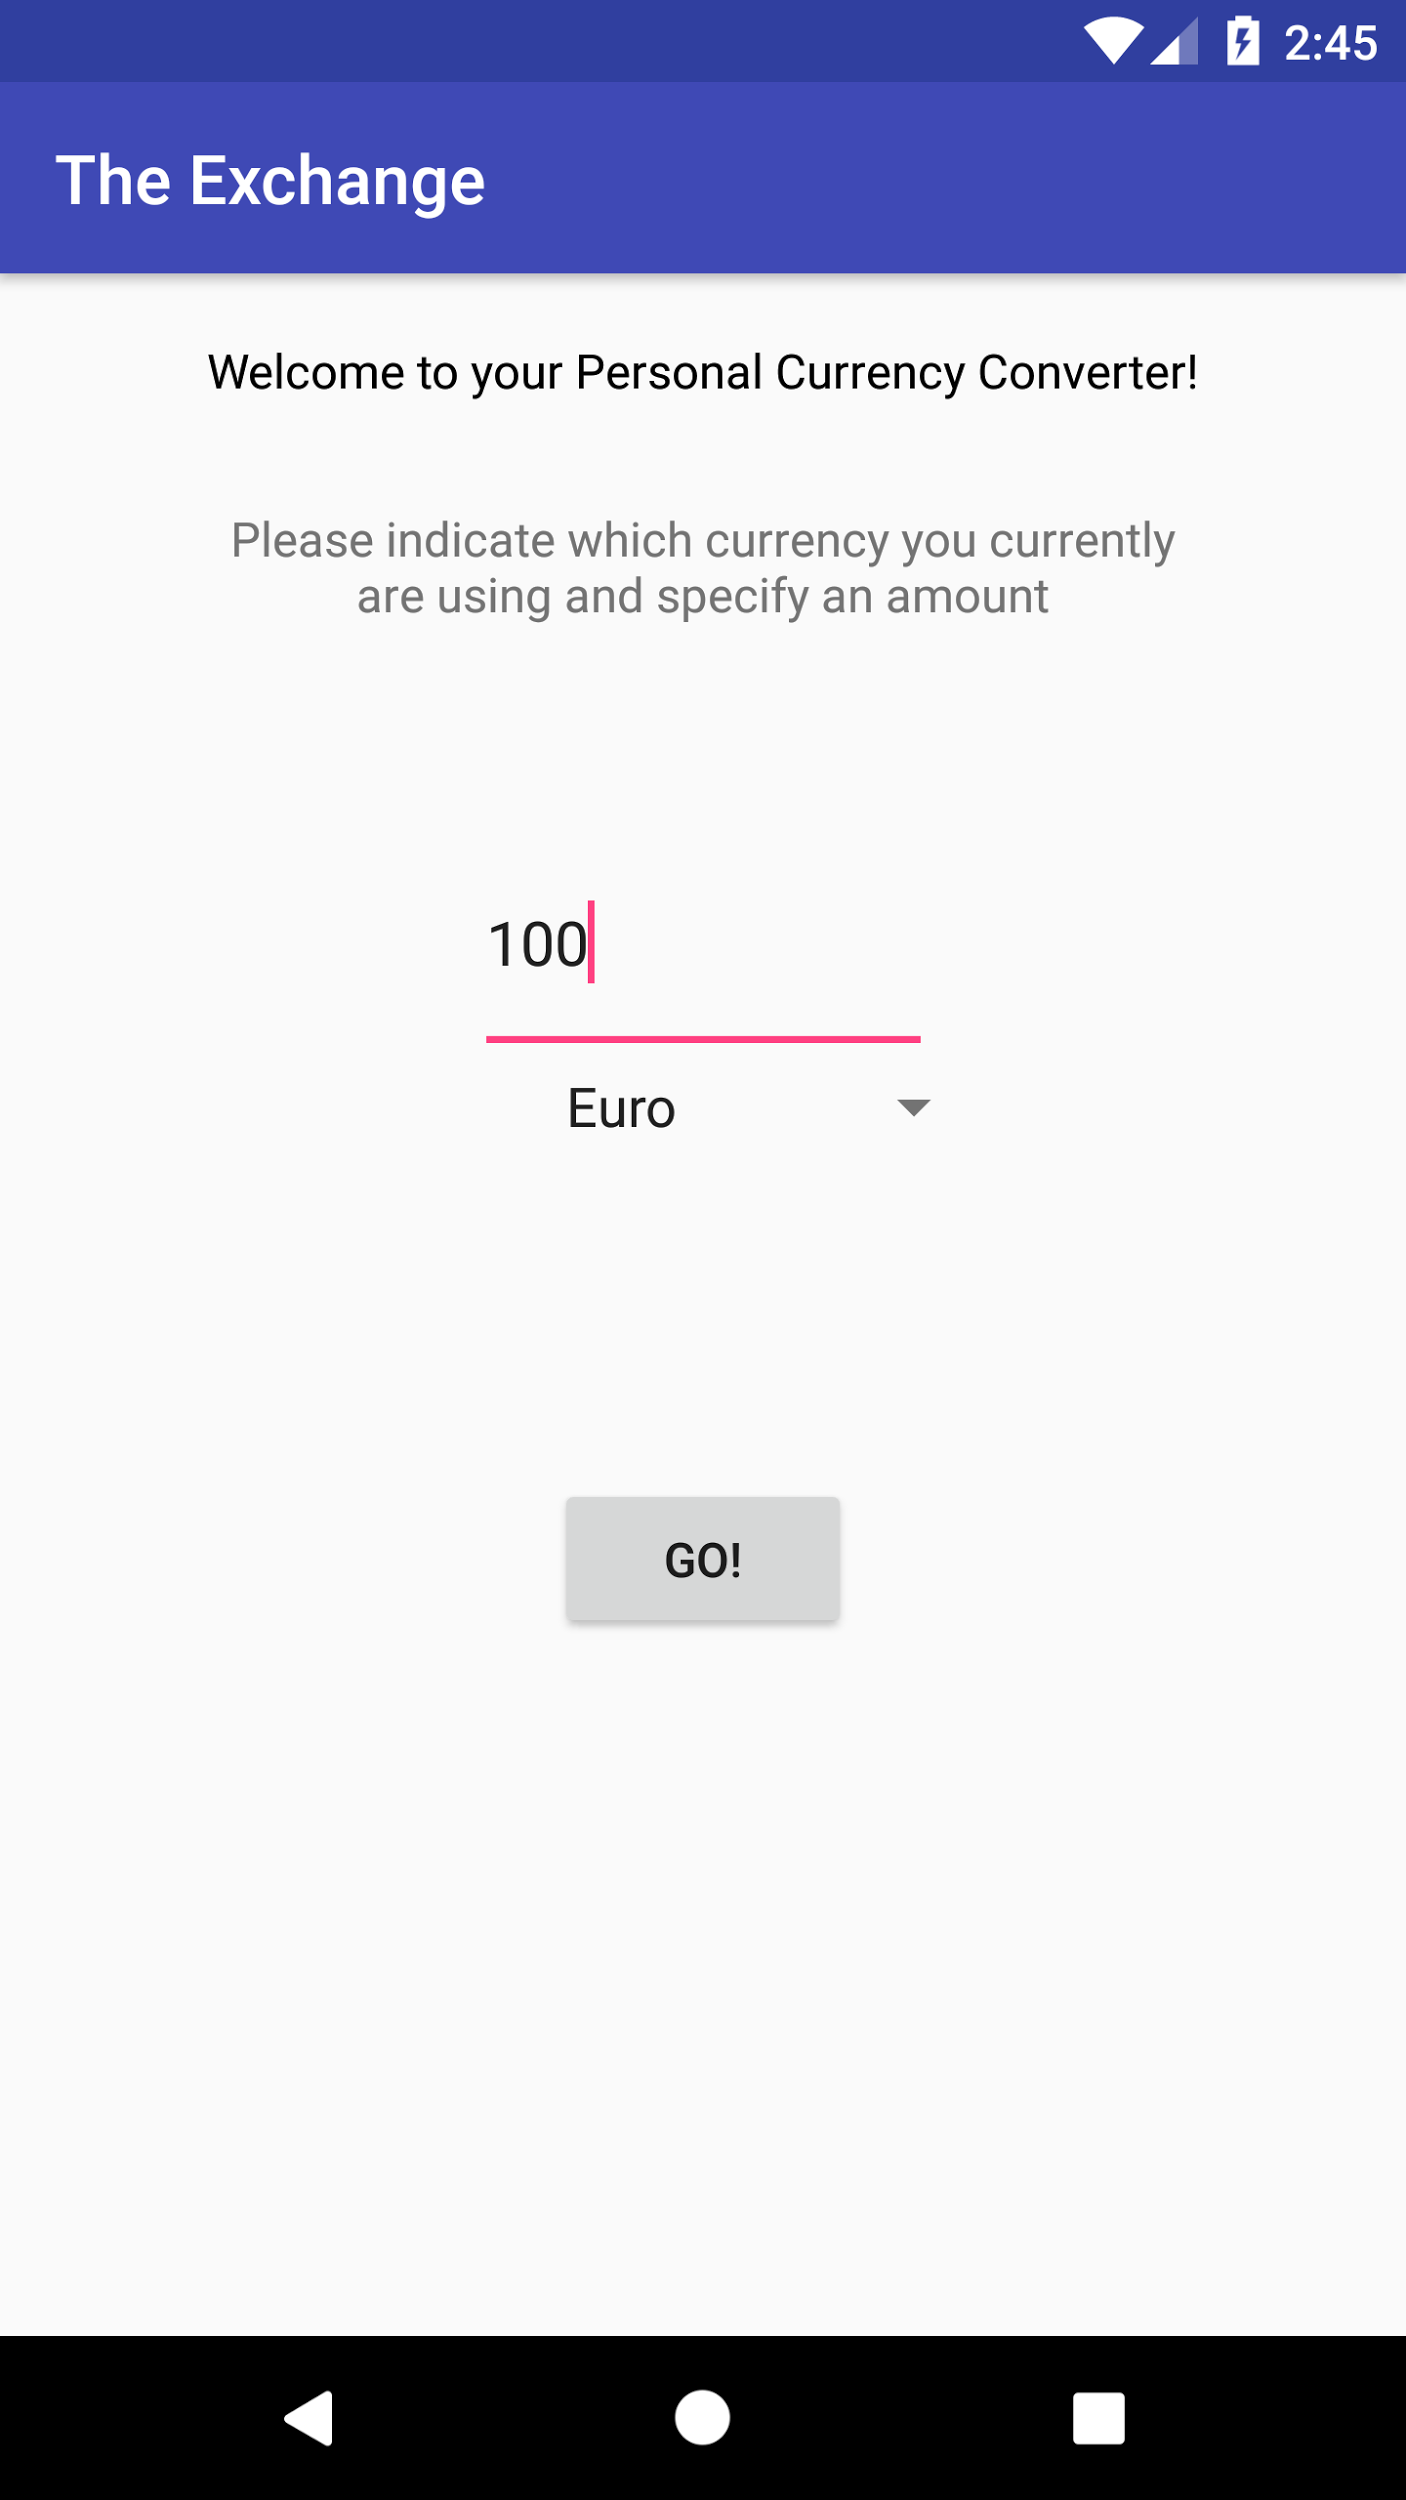 2:45
The Exchange
Welcome to your Personal Currency Converter!
Please indicate which currency you currently
are using and specify an amount
100
Euro
GO!